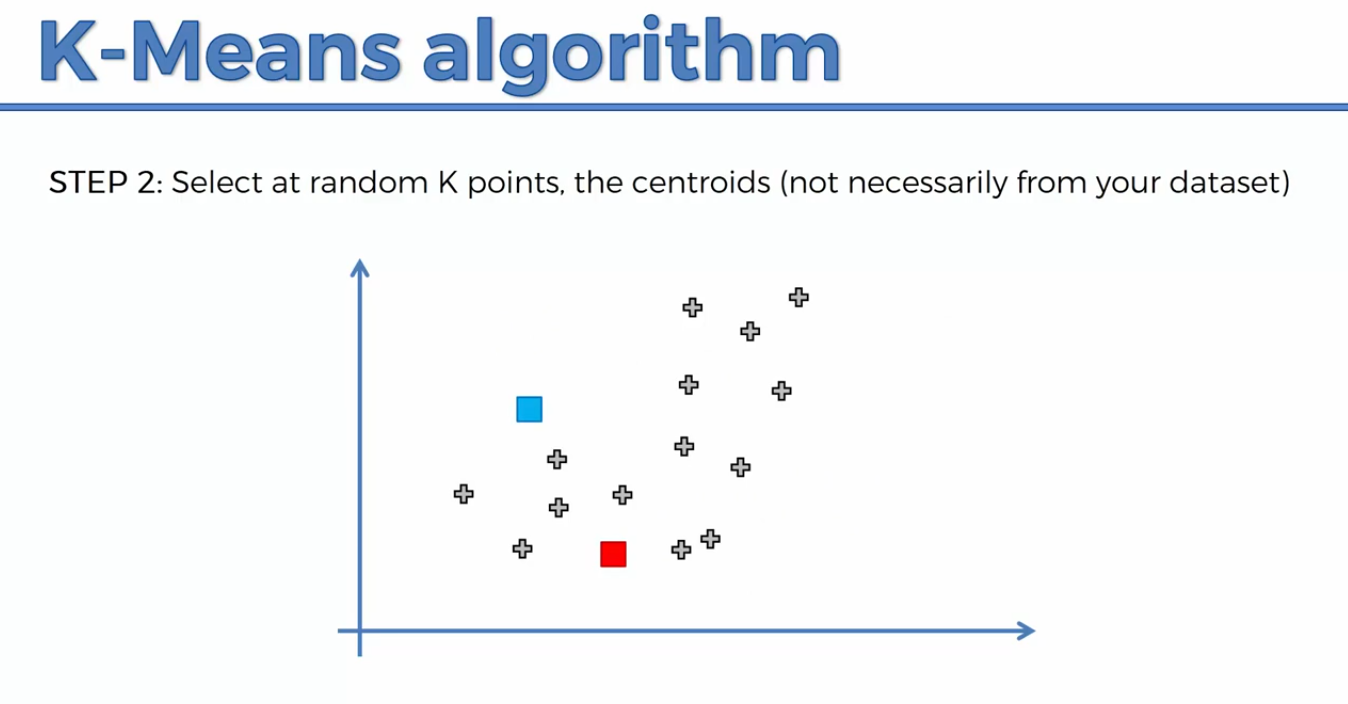 K-Means algorithm
STEP 2: Select at random K points, the centroids (not necessarily from your dataset)